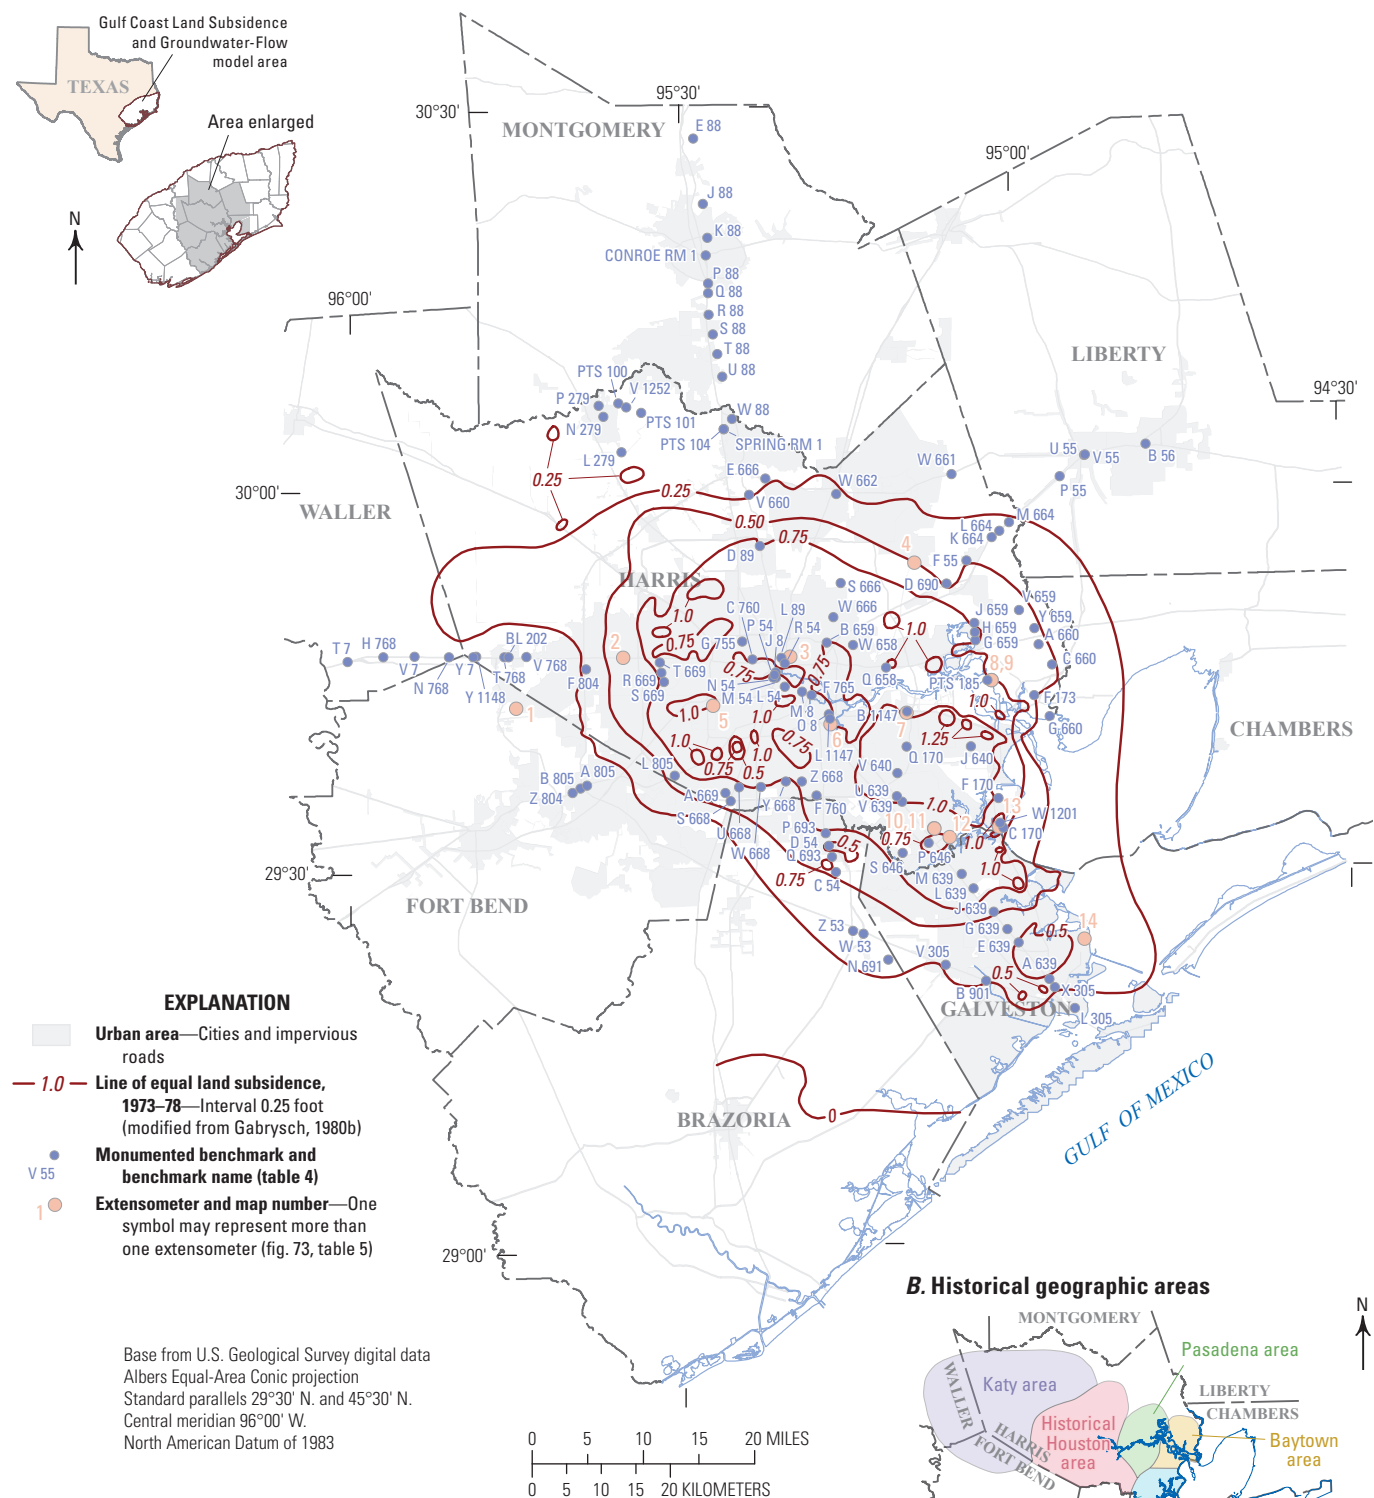 Gulf Coast Land Subsidence
and Groundwater-Flow
model area
TEXAS
Area enlarged
N
95°30'
30°30'
MONTGOMERY
E 88
95°00'
J 88
K 88
CONROE RM 1
P 88
Q 88
96°00'
R 88
S 88
T 88
LIBERTY
U 88
PTS 100
V 1252
94°30'
P 279
W 88
N 279
PTS 101
PTS 104
SPRING RM 1
U 55
V 55
B 56
L 279
W 661
0.25
E 666
W 662
P 55
30°00'
0.25
V 660
WALLER
M 664
0.50
L 664
0.75
K 664
D 89
4
F 55
HARRIS
S 666
D 690
V 659
1.0
C 760
L 89
W 666
J 659
Y 659
P 54
R 54
B 659
1.0
H 659
A 660
0.75
G 755
J 8
W 658
G 659
BL 202
T 7
H 768
2
3
C 660
V 7
Y 7
T 768
V 768
T 669
0.75
0.75
8,9
N 768
F 804
R 669
N 54
Q 658
PTS 185
Y 1148
S 669
M 54
L 54
F 765
F 173
1
1.0
5
1.0
M 8
B 1147
1.0
G 660
O 8
7
CHAMBERS
6
1.25
1.0
1.0
0.75
L 1147
Q 170
J 640
0.75
0.5
V 640
L 805
Z 668
B 805
A 805
U 639
F 170
Z 804
A 669
Y 668
F 760
V 639
1.0
13
S 668
W 1201
U 668
P 693
10,11
12
C 170
W 668
D 54
0.5
0.75
1.0
Q 693
P 646
S 646
29°30'
0.75
M 639
1.0
C 54
L 639
FORT BEND
J 639
Z 53
G 639
14
W 53
E 639
0.5
V 305
N 691
A 639
0.5
B 901
X 305
GALVESTON
L 305
EXPLANATION
Urban area—Cities and impervious
roads
1.0
Line of equal land subsidence,
1973–78—Interval 0.25 foot
(modified from Gabrysch, 1980b)
BRAZORIA
0
GULF OF MEXICO
Monumented benchmark and
V 55
benchmark name (table 4)
1
Extensometer and map number—One
symbol may represent more than
one extensometer (fig. 73, table 5)
29°00'
Base from U.S. Geological Survey digital data
Albers Equal-Area Conic projection
Standard parallels 29°30' N. and 45°30' N.
Central meridian 96°00' W.
North American Datum of 1983
0 5 10 15 20 MILES
0 5 10 15 20 KILOMETERS
B. Historical geographic areas
N
MONTGOMERY
Pasadena area
WALLER
Katy area
LIBERTY
CHAMBERS
Historical
Houston
area
HARRIS
FORT BEND
Baytown
area